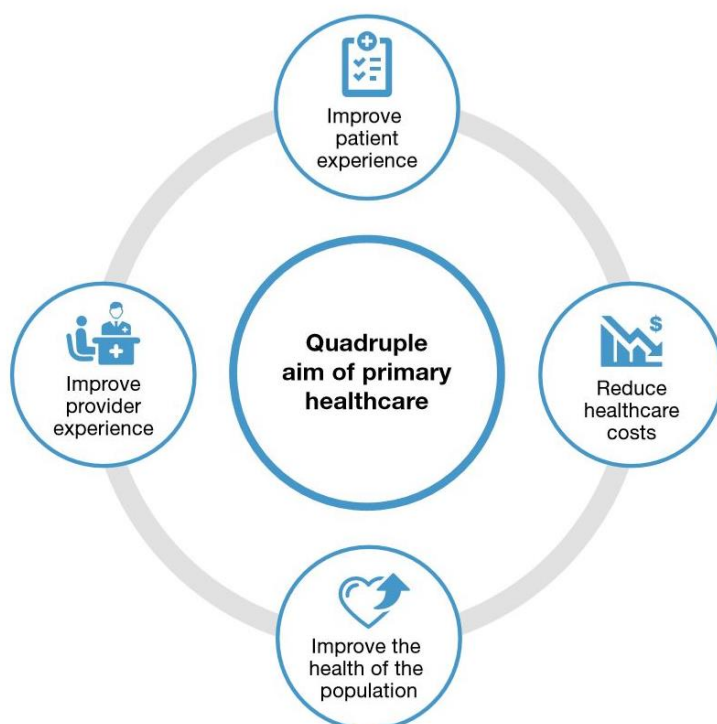 Improve
patient
experience
Quadruple
aim of primary
healthcare
Improve
provider
experience
$
Reduce
healthcare
costs
Improve the
health of the
population